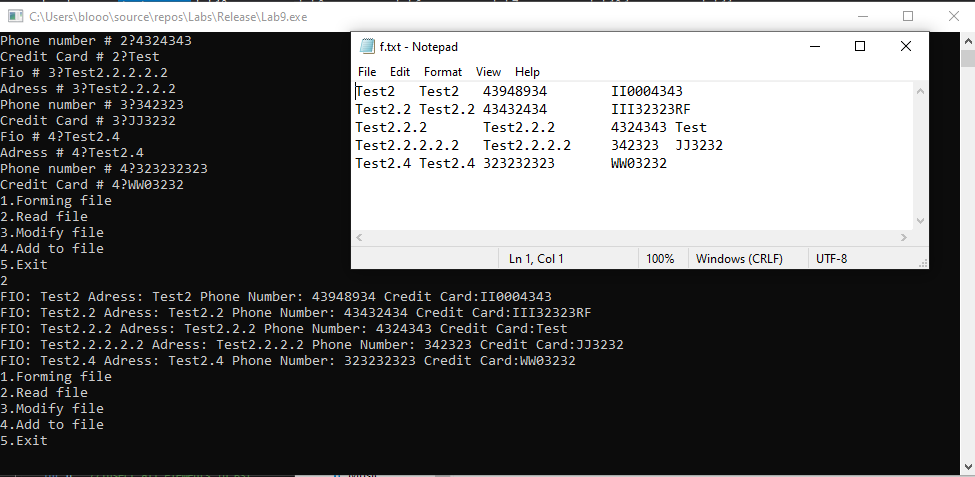 C:\Users\blooo\source\repos\Labs\Release\Lab9.exe
Phone number # 2?4324343
Credit Card # 2?Test
Fio # 3?Test2.2.2.2.2
Adress # 3?Test2.2.2.2
Phone number # 3?342323
Credit Card # 3?JJ3232
Fio # 4?Test2.4
Adress # 4?Test2.4
Phone number # 4?323232323
Credit Card # 4?WW03232
1.Forming file
2.Read file
3.Modify file
4.Add to file
5.Exit
2
FIO: Test2 Adress: Test2 Phone Number: 43948934 Credit Card:II0004343
FIO: Test2.2 Adress: Test2.2 Phone Number: 43432434 Credit Card:III32323RF
FIO: Test2.2.2 Adress: Test2.2.2 Phone Number: 4324343 Credit Card:Test
FIO: Test2.2.2.2.2 Adress: Test2.2.2.2 Phone Number: 342323 Credit Card:JJ3232
FIO: Test2.4 Adress: Test2.4 Phone Number: 323232323 Credit Card:WW03232
1.Forming file
2.Read file
3.Modify file
4.Add to file
5.Exit
f.txt - Notepad
File Edit Format View Help
Test2 Test2 43948934 II0004343
Test2.2 Test2.2 43432434 III32323RF
Test2.2.2 Test2.2.2 4324343 Test
Test2.2.2.2.2 Test2.2.2.2 342323 JJ3232
Test2.4 Test2.4 323232323 WW03232
Ln 1, Col 1 100% Windows (CRLF) UTF-8